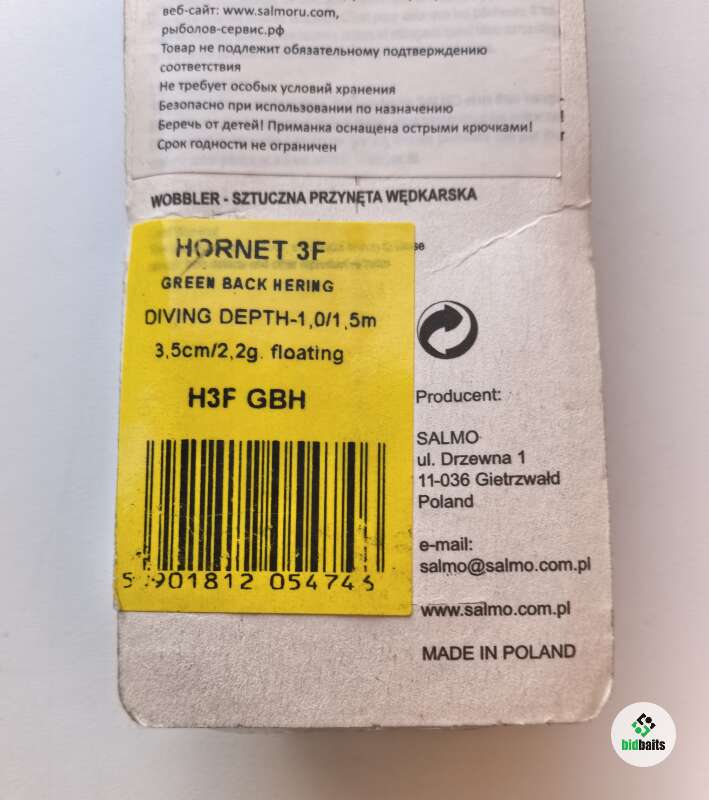 веб-сайт: www.salmoru.com,
рыболов-сервис.рф
Товар не подлежит обязательному подтверждению
соответствия
Не требует особых условий хранения
Безопасно при использовании по назначению
Беречь от детей! Приманка оснащена острыми крючками!
Срок годности не ограничен
WOBBLER - SZTUCZNA PRZYNĘTA WĘDKARSKA
HORNET 3F
GREEN BACK HERING
DIVING DEPTH-1,0/1,5m
3,5cm/2,2g. floating
H3F GBH
5 901812 054746
Producent:
SALMO
ul. Drzewna 1
11-036 Gietrzwałd
Poland
e-mail:
salmo@salmo.com.pl
www.salmo.com.pl
MADE IN POLAND
bidbaits